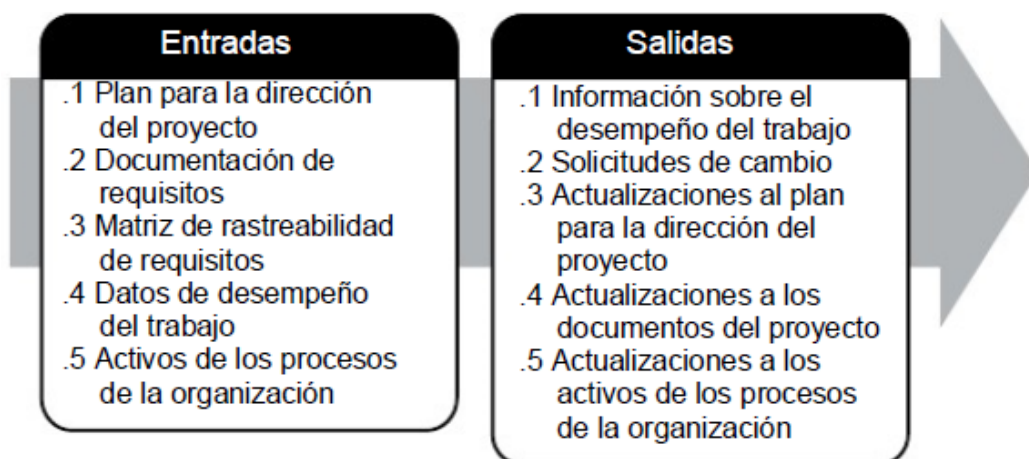 Entradas
.1 Plan para la dirección
del proyecto
.2 Documentación de
requisitos
.3 Matriz de rastreabilidad
de requisitos
.4 Datos de desempeño
del trabajo
.5 Activos de los procesos
de la organización
Salidas
.1 Información sobre el
desempeño del trabajo
.2 Solicitudes de cambio
.3 Actualizaciones al plan
para la dirección del
proyecto
.4 Actualizaciones a los
documentos del proyecto
.5 Actualizaciones a los
activos de los procesos
de la organización